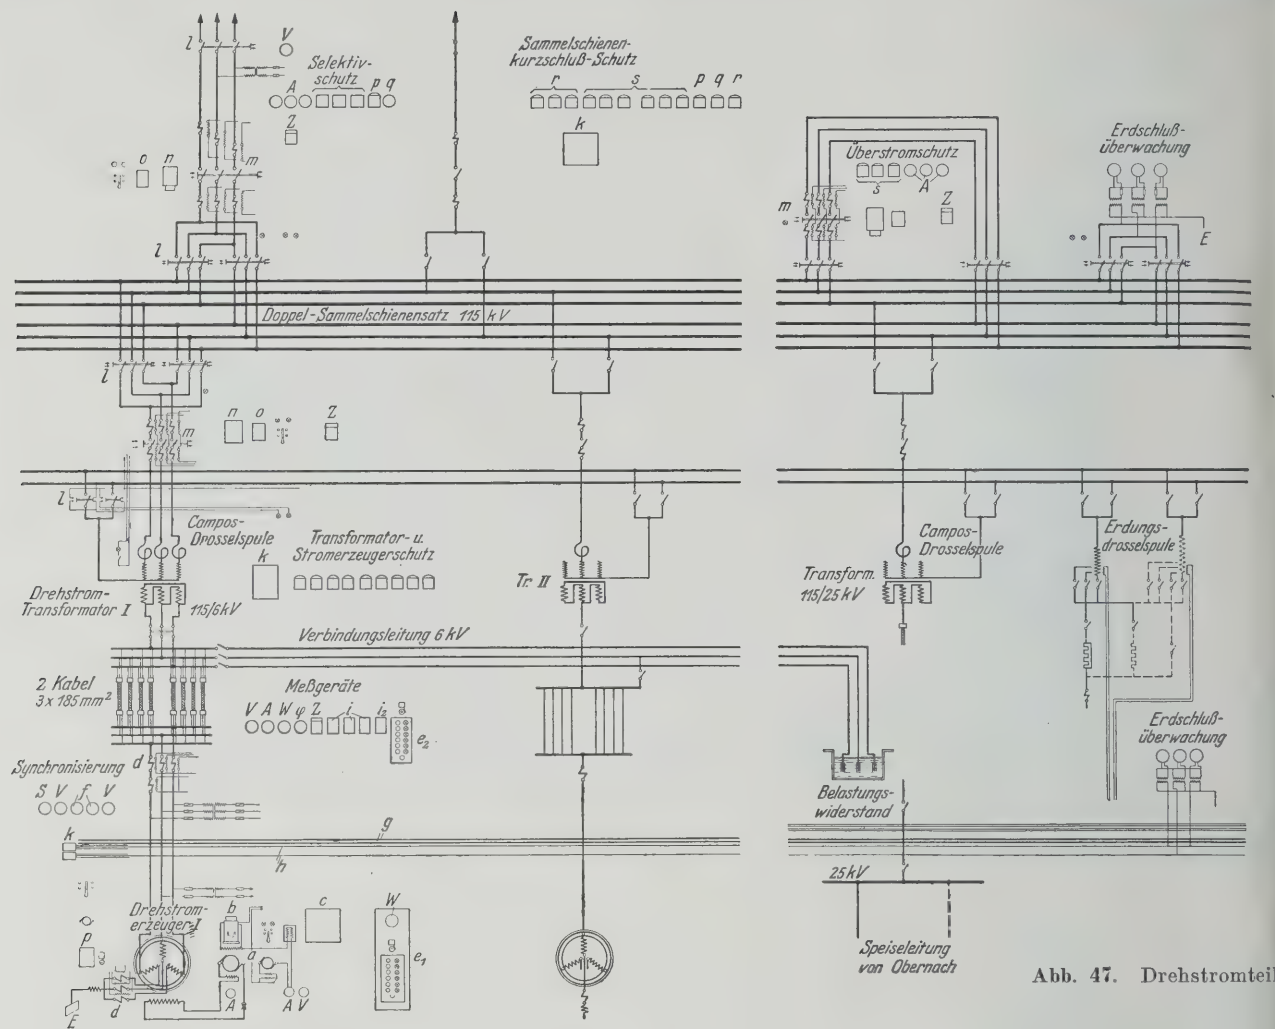 l
V
Selektiv-
schutz
A
p q
Z
o n
m
l
Sammelschienen-
kurzschluß-Schutz
r s p q r
k
Überstromschutz
s A
m
Z
Erdschluß-
überwachung
E
Doppel-Sammelschienensatz 115 kV
l
n o Z
m
l
Campos-
Drosselspule
k
Transformator- u.
Stromerzeugerschutz
Drehstrom-
Transformator I
115/6kV
Tr. II
Campos-
Drosselspule
Transform.
115/25 kV
Erdungs-
drosselspule
Verbindungsleitung 6 kV
2 Kabel
3 x 185 mm²
Meßgeräte
V A W φ Z i i₂
e₂
d
Synchronisierung
S V f V
Belastungs-
widerstand
Erdschluß-
überwachung
k
g
h
25 kV
Drehstrom-
erzeuger I
b
c
W
p
a
e₁
d
E
A
A V
Speiseleitung
von Obernach
Abb. 47. Drehstromteil